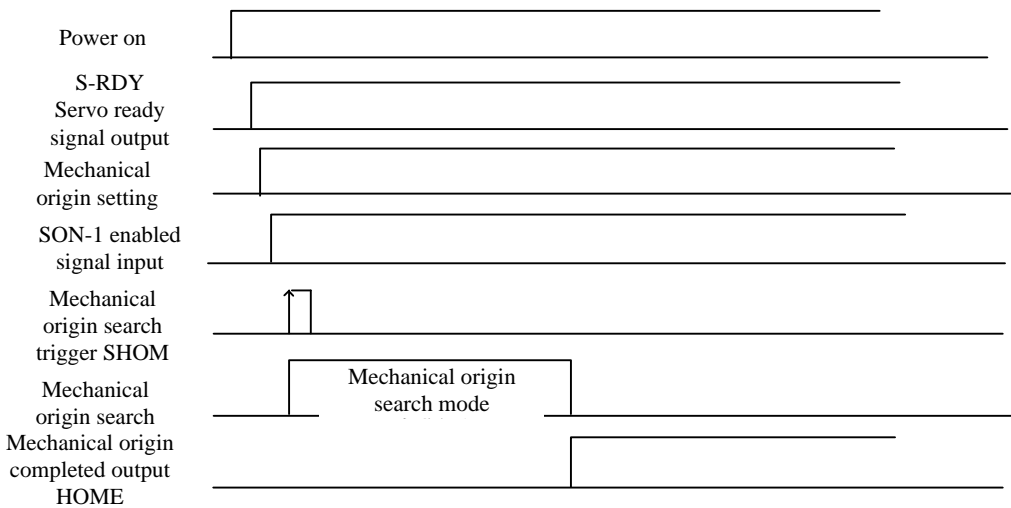 Power on
S-RDY
Servo ready
signal output
Mechanical
origin setting
SON-1 enabled
signal input
Mechanical
origin search
trigger SHOM
Mechanical origin
search mode
Mechanical
origin search
Mechanical origin
completed output
HOME